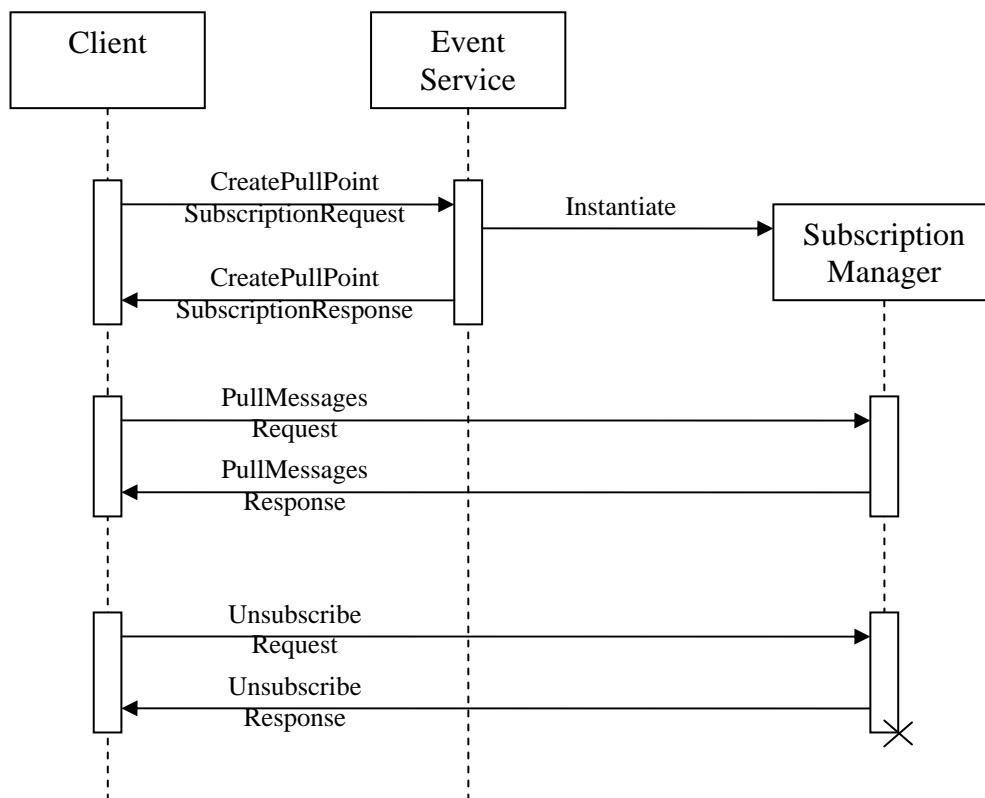 Client
Event
Service
CreatePullPoint
SubscriptionRequest
Instantiate
Subscription
Manager
CreatePullPoint
SubscriptionResponse
PullMessages
Request
PullMessages
Response
Unsubscribe
Request
Unsubscribe
Response